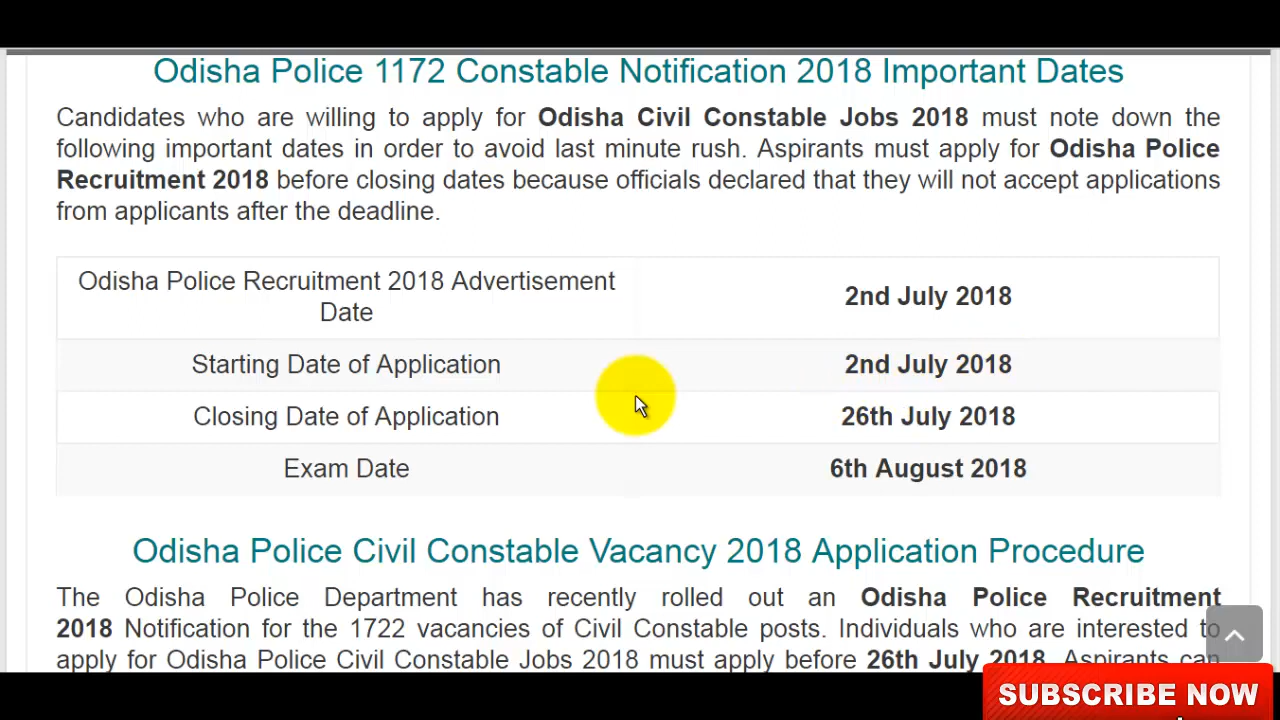 Odisha Police 1172 Constable Notification 2018 Important Dates
Candidates who are willing to apply for Odisha Civil Constable Jobs 2018 must note down the
following important dates in order to avoid last minute rush. Aspirants must apply for Odisha Police
Recruitment 2018 before closing dates because officials declared that they will not accept applications
from applicants after the deadline.
Odisha Police Recruitment 2018 Advertisement
Date
2nd July 2018
Starting Date of Application 2nd July 2018
Closing Date of Application 26th July 2018
Exam Date 6th August 2018
Odisha Police Civil Constable Vacancy 2018 Application Procedure
The Odisha Police Department has recently rolled out an Odisha Police Recruitment
2018 Notification for the 1722 vacancies of Civil Constable posts. Individuals who are interested to
apply for Odisha Police Civil Constable Jobs 2018 must apply before 26th July 2018. Aspirants can
SUBSCRIBE NOW